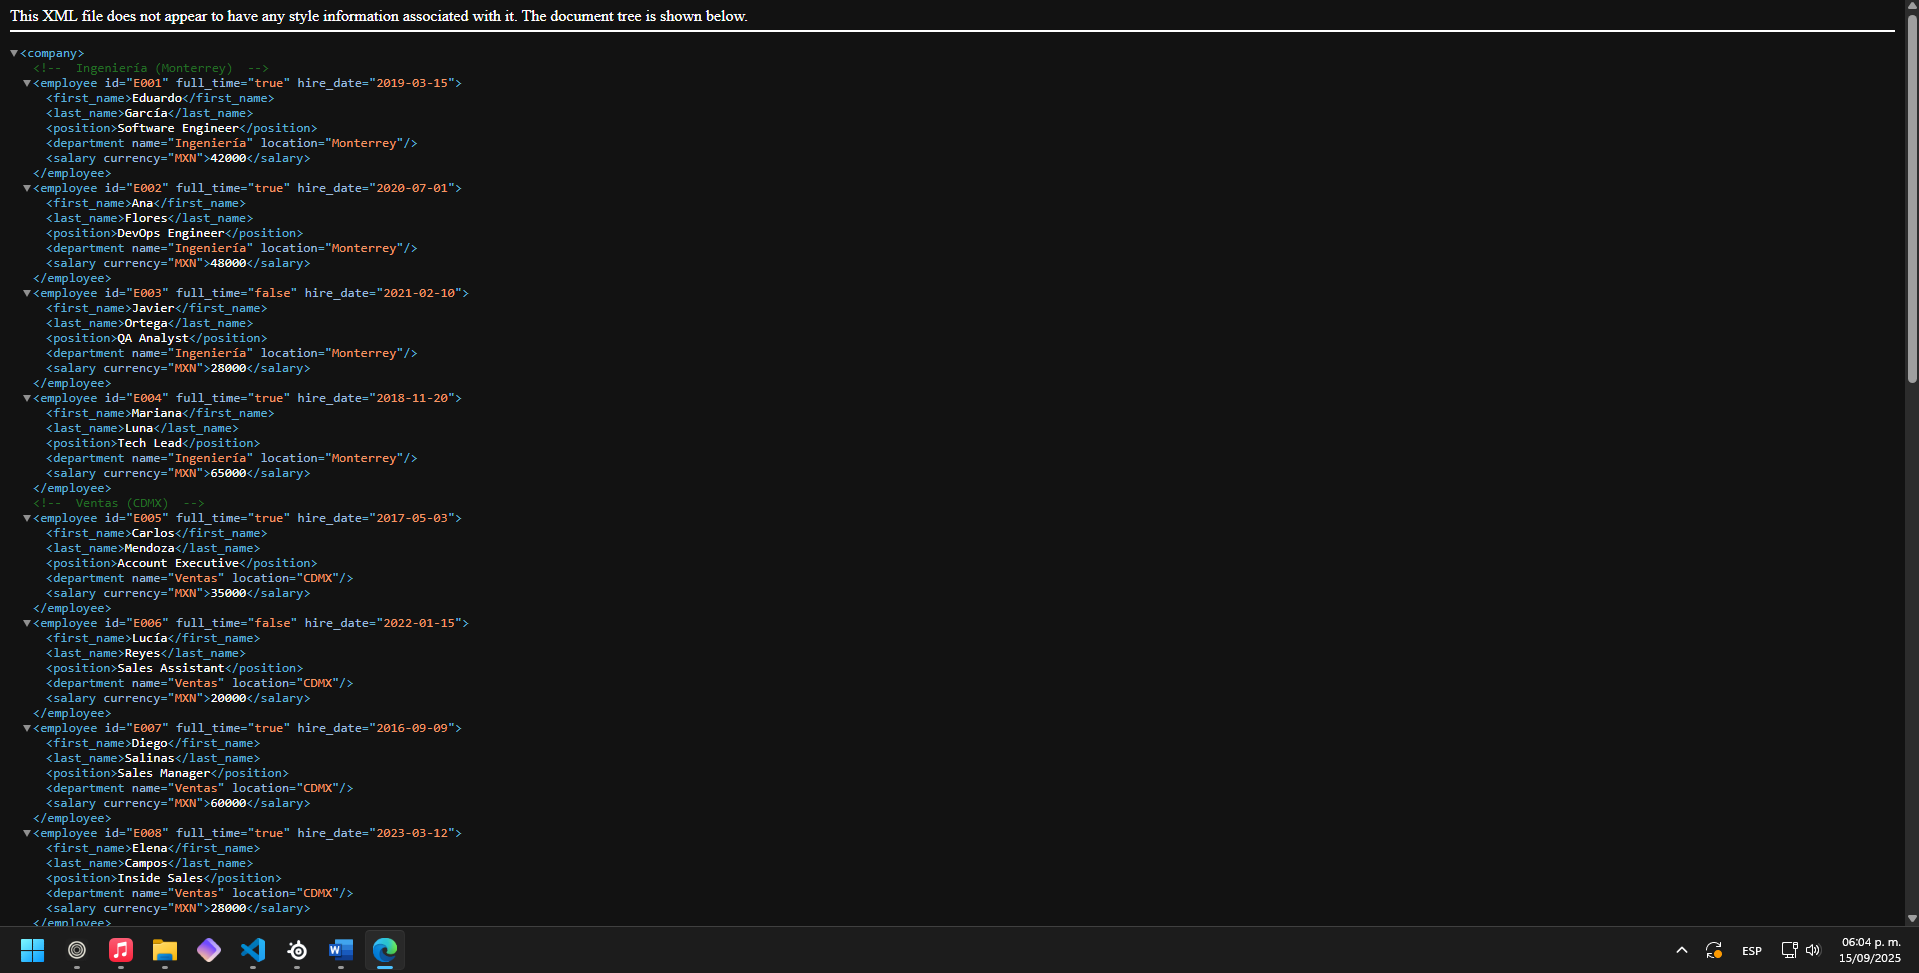 This XML file does not appear to have any style information associated with it. The document tree is shown below.
<company>
<!-- Ingeniería (Monterrey) -->
<employee id="E001" full_time="true" hire_date="2019-03-15">
<first_name>Eduardo</first_name>
<last_name>García</last_name>
<position>Software Engineer</position>
<department name="Ingeniería" location="Monterrey"/>
<salary currency="MXN">42000</salary>
</employee>
<employee id="E002" full_time="true" hire_date="2020-07-01">
<first_name>Ana</first_name>
<last_name>Flores</last_name>
<position>DevOps Engineer</position>
<department name="Ingeniería" location="Monterrey"/>
<salary currency="MXN">48000</salary>
</employee>
<employee id="E003" full_time="false" hire_date="2021-02-10">
<first_name>Javier</first_name>
<last_name>Ortega</last_name>
<position>QA Analyst</position>
<department name="Ingeniería" location="Monterrey"/>
<salary currency="MXN">28000</salary>
</employee>
<employee id="E004" full_time="true" hire_date="2018-11-20">
<first_name>Mariana</first_name>
<last_name>Luna</last_name>
<position>Tech Lead</position>
<department name="Ingeniería" location="Monterrey"/>
<salary currency="MXN">65000</salary>
</employee>
<!-- Ventas (CDMX) -->
<employee id="E005" full_time="true" hire_date="2017-05-03">
<first_name>Carlos</first_name>
<last_name>Mendoza</last_name>
<position>Account Executive</position>
<department name="Ventas" location="CDMX"/>
<salary currency="MXN">35000</salary>
</employee>
<employee id="E006" full_time="false" hire_date="2022-01-15">
<first_name>Lucía</first_name>
<last_name>Reyes</last_name>
<position>Sales Assistant</position>
<department name="Ventas" location="CDMX"/>
<salary currency="MXN">20000</salary>
</employee>
<employee id="E007" full_time="true" hire_date="2016-09-09">
<first_name>Diego</first_name>
<last_name>Salinas</last_name>
<position>Sales Manager</position>
<department name="Ventas" location="CDMX"/>
<salary currency="MXN">60000</salary>
</employee>
<employee id="E008" full_time="true" hire_date="2023-03-12">
<first_name>Elena</first_name>
<last_name>Campos</last_name>
<position>Inside Sales</position>
<department name="Ventas" location="CDMX"/>
<salary currency="MXN">28000</salary>
</employee>
W
ESP
06:04 p. m.
15/09/2025